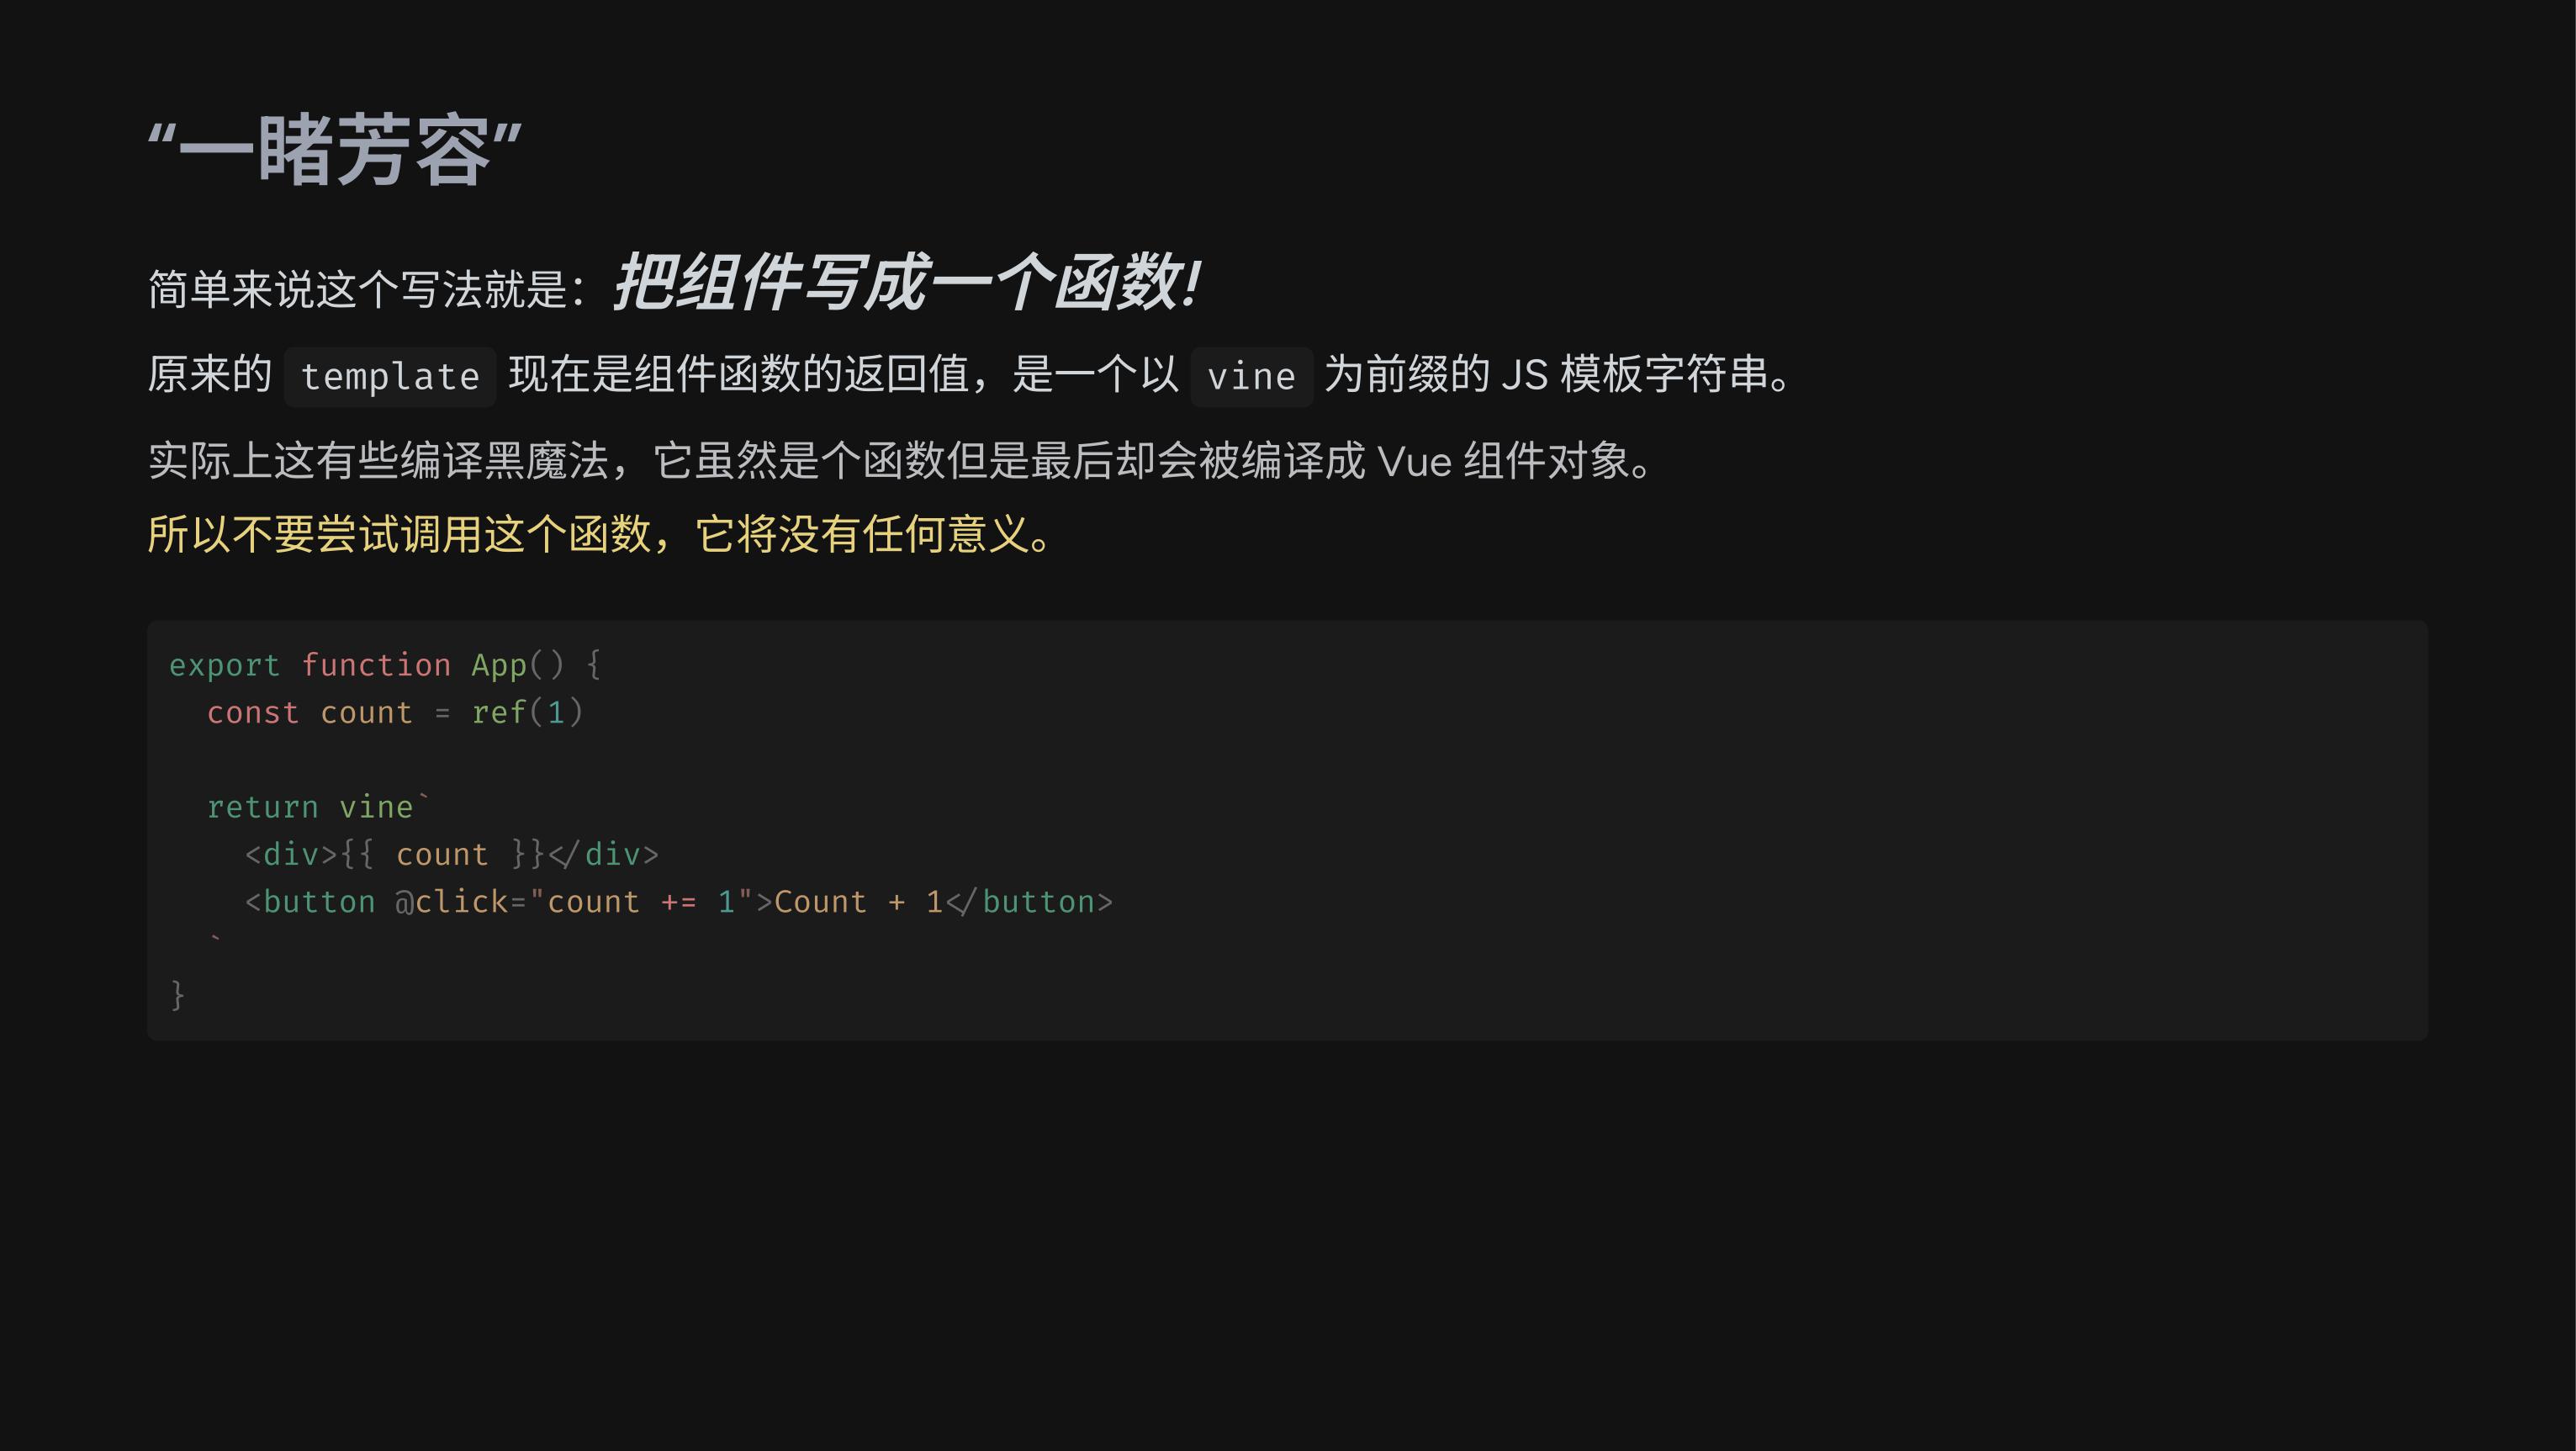 “一睹芳容”
简单来说这个写法就是：把组件写成一个函数!
原来的 template 现在是组件函数的返回值，是一个以 vine 为前缀的 JS 模板字符串。
实际上这有些编译黑魔法，它虽然是个函数但是最后却会被编译成 Vue 组件对象。
所以不要尝试调用这个函数，它将没有任何意义。
export function App() {
  const count = ref(1)
  return vine`
    <div>{{ count }}</div>
    <button @click="count += 1">Count + 1</button>
  `
}